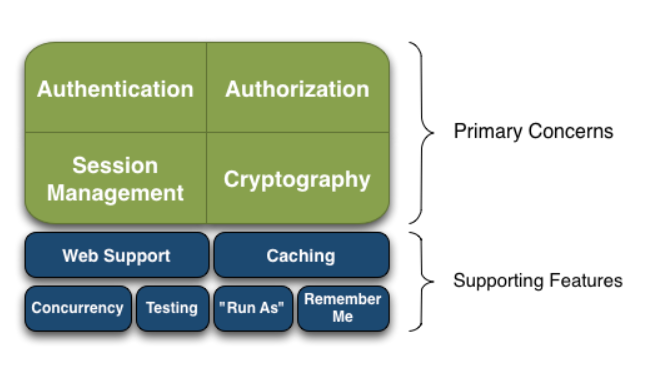 Authentication
Authorization
Session
Management
Cryptography
Primary Concerns
Web Support
Caching
Concurrency
Testing
"Run As"
Remember
Me
Supporting Features